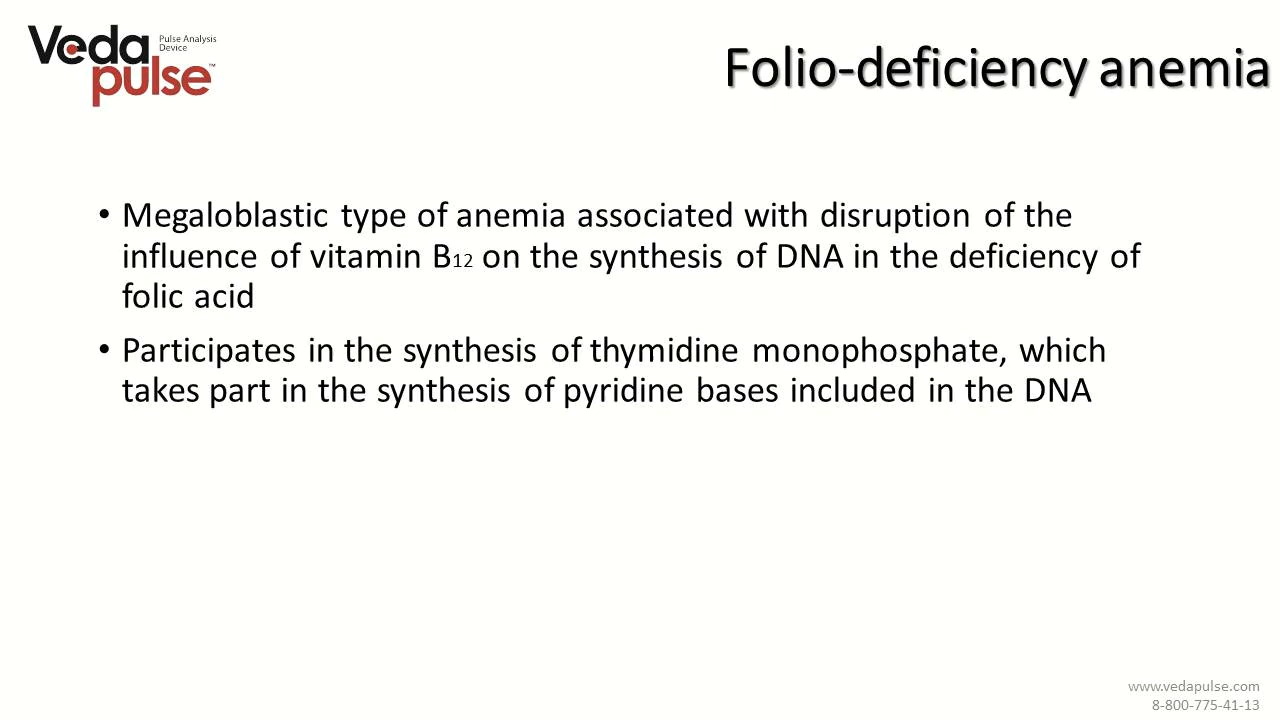 Veda
Pulse Analysis
Device
pulse™
Folio-deficiency anemia
• Megaloblastic type of anemia associated with disruption of the
influence of vitamin B₁₂ on the synthesis of DNA in the deficiency of
folic acid
• Participates in the synthesis of thymidine monophosphate, which
takes part in the synthesis of pyridine bases included in the DNA
www.vedapulse.com
8-800-775-41-13